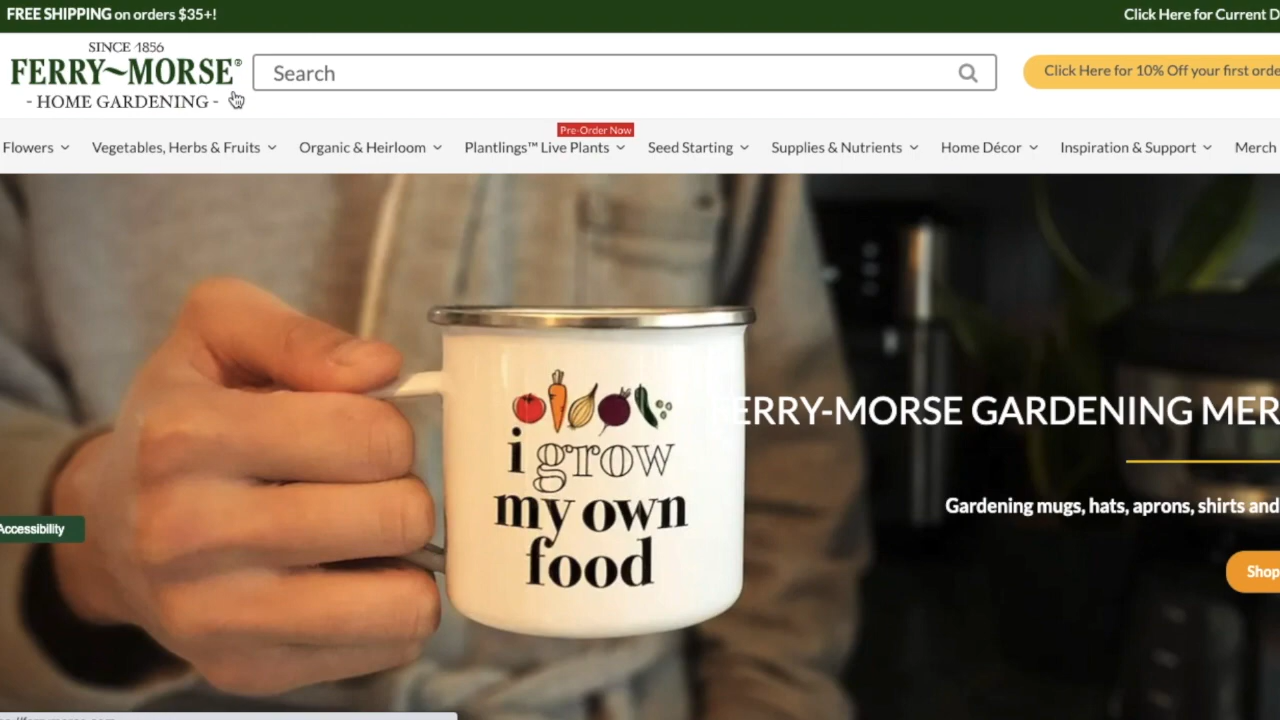 FREE SHIPPING on orders $35+!
Click Here for Current D
SINCE 1856
FERRY~MORSE®
- HOME GARDENING -
Search
Click Here for 10% Off your first orde
Pre-Order Now
Flowers
Vegetables, Herbs & Fruits
Organic & Heirloom
Plantlings™ Live Plants
Seed Starting
Supplies & Nutrients
Home Décor
Inspiration & Support
Merch
i grow
my own
food
FERRY-MORSE GARDENING MER
Gardening mugs, hats, aprons, shirts and
Accessibility
Shop